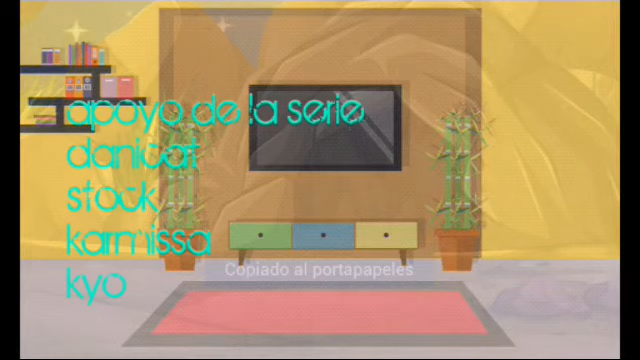 apoyo de la serie
danicat
stock
karmissa
kyo
Copiado al portapapeles